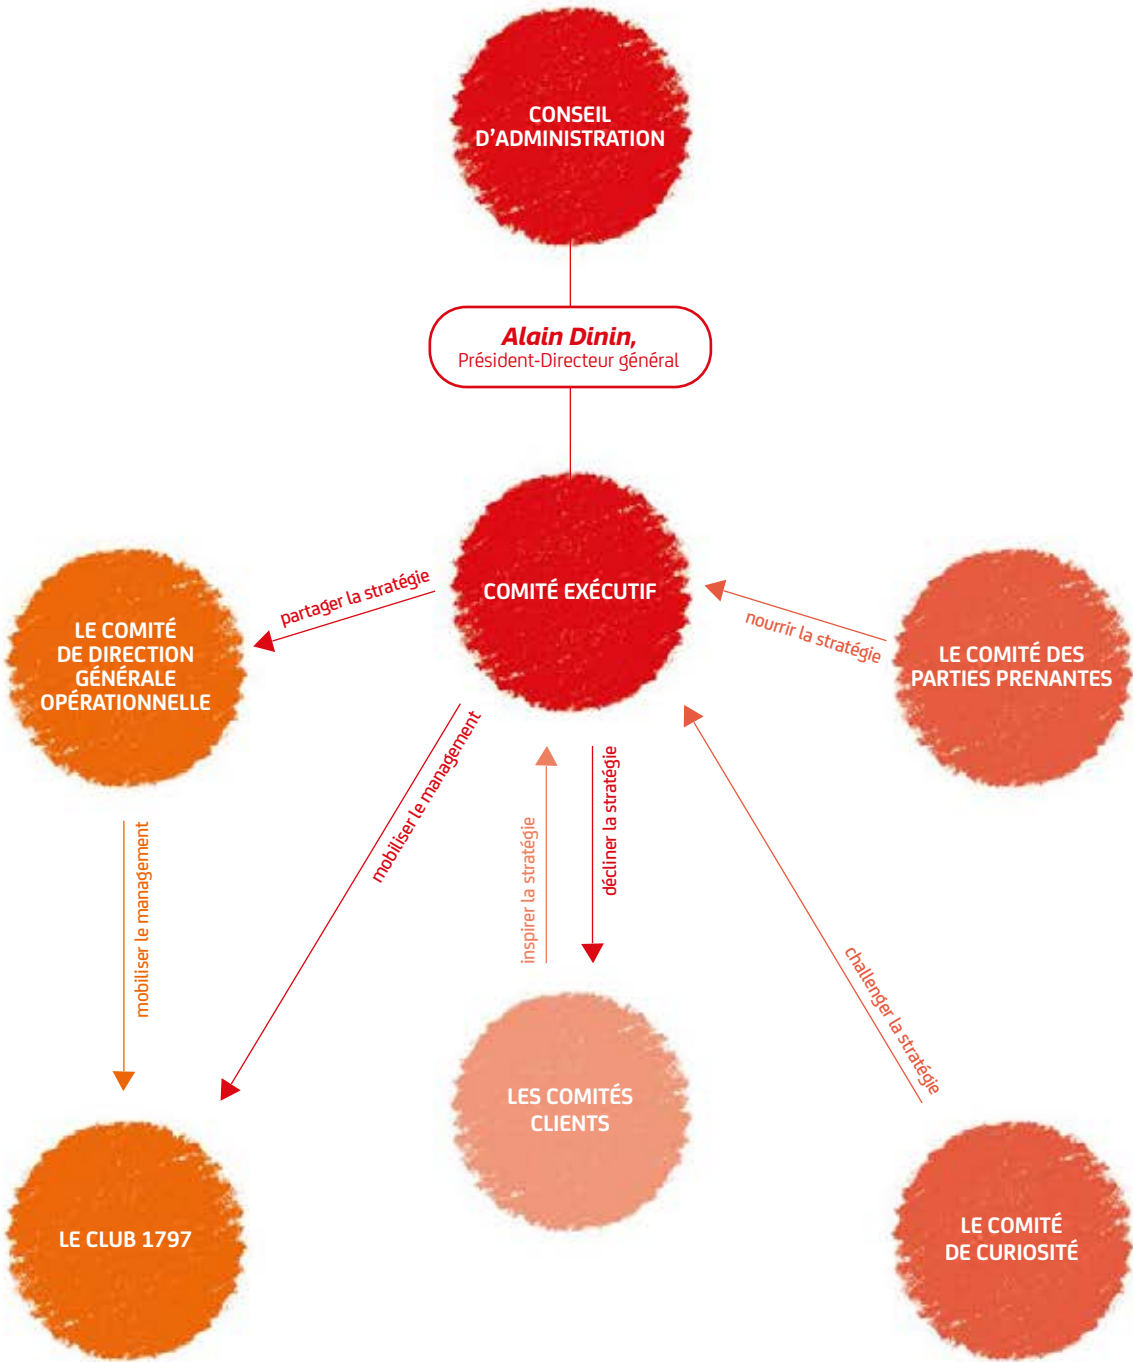 CONSEIL
D'ADMINISTRATION
Alain Dinin,
Président-Directeur général
COMITÉ EXÉCUTIF
partager la stratégie
nourrir la stratégie
LE COMITÉ
DE DIRECTION
GÉNÉRALE
OPÉRATIONNELLE
LE COMITÉ DES
PARTIES PRENANTES
mobiliser le management
mobiliser le management
inspirer la stratégie
décliner la stratégie
challenger la stratégie
LES COMITÉS
CLIENTS
LE CLUB 1797
LE COMITÉ
DE CURIOSITÉ